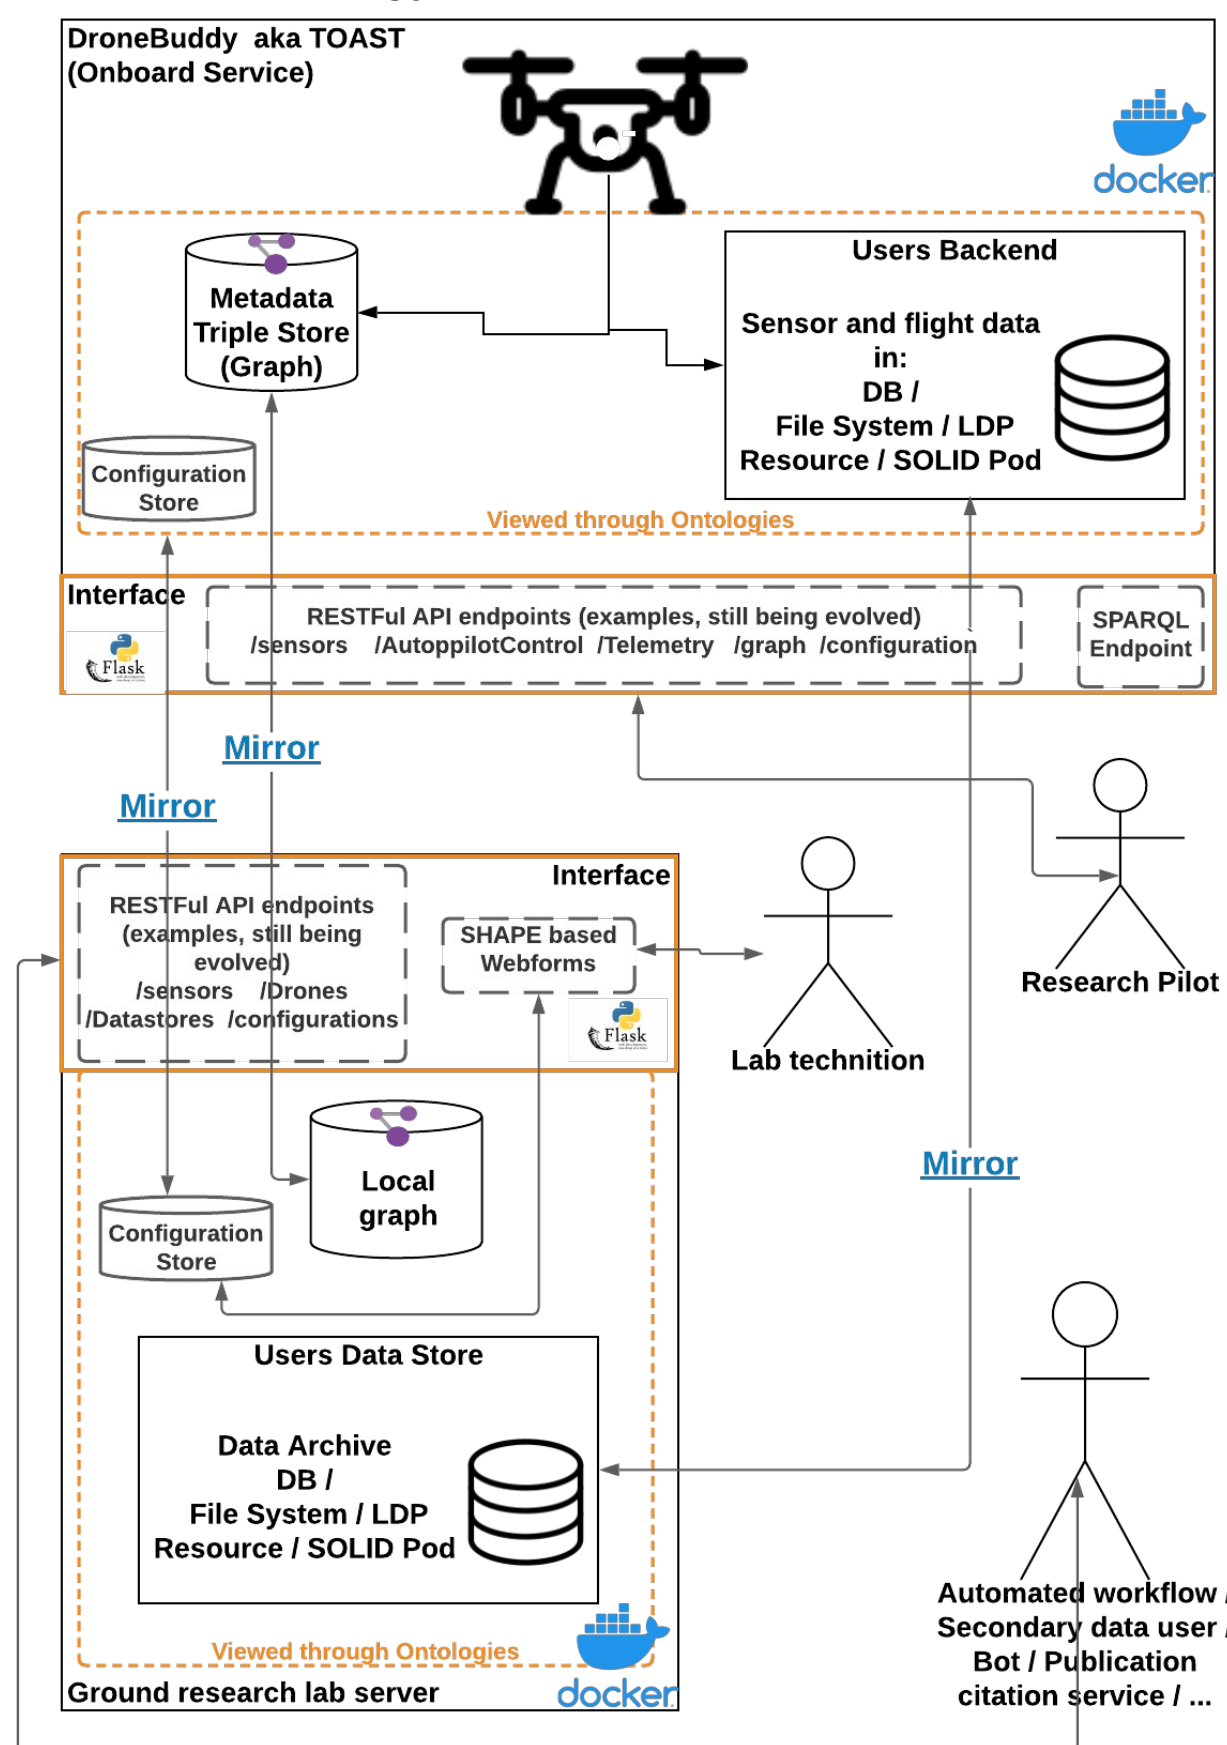 DroneBuddy aka TOAST
(Onboard Service)
docker
Metadata
Triple Store
(Graph)
Users Backend
Sensor and flight data
in:
DB /
File System / LDP
Resource / SOLID Pod
Configuration
Store
Viewed through Ontologies
Interface
Flask
RESTFul API endpoints (examples, still being evolved)
/sensors /AutoppilotControl /Telemetry /graph /configuration
SPARQL
Endpoint
Mirror
Mirror
Interface
RESTFul API endpoints
(examples, still being
evolved)
/sensors /Drones
/Datastores /configurations
SHAPE based
Webforms
Flask
Research Pilot
Lab technition
Local
graph
Mirror
Configuration
Store
Users Data Store
Data Archive
DB /
File System / LDP
Resource / SOLID Pod
Viewed through Ontologies
docker
Ground research lab server
Automated workflow /
Secondary data user /
Bot / Publication
citation service / ...